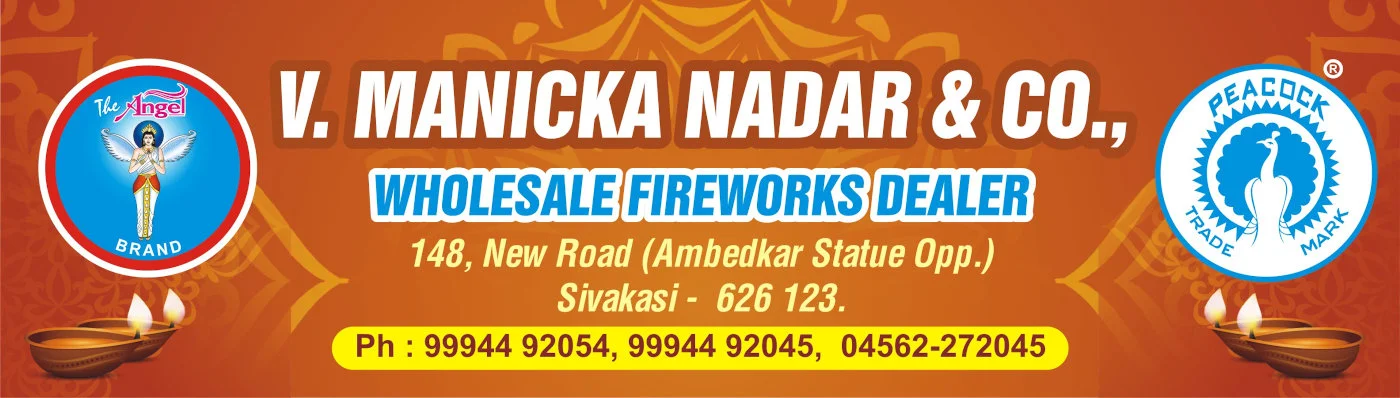 The Angel
BRAND
V. MANICKA NADAR & CO.,
WHOLESALE FIREWORKS DEALER
148, New Road (Ambedkar Statue Opp.)
Sivakasi - 626 123.
Ph : 99944 92054, 99944 92045, 04562-272045
®
PEACOCK
TRADE MARK